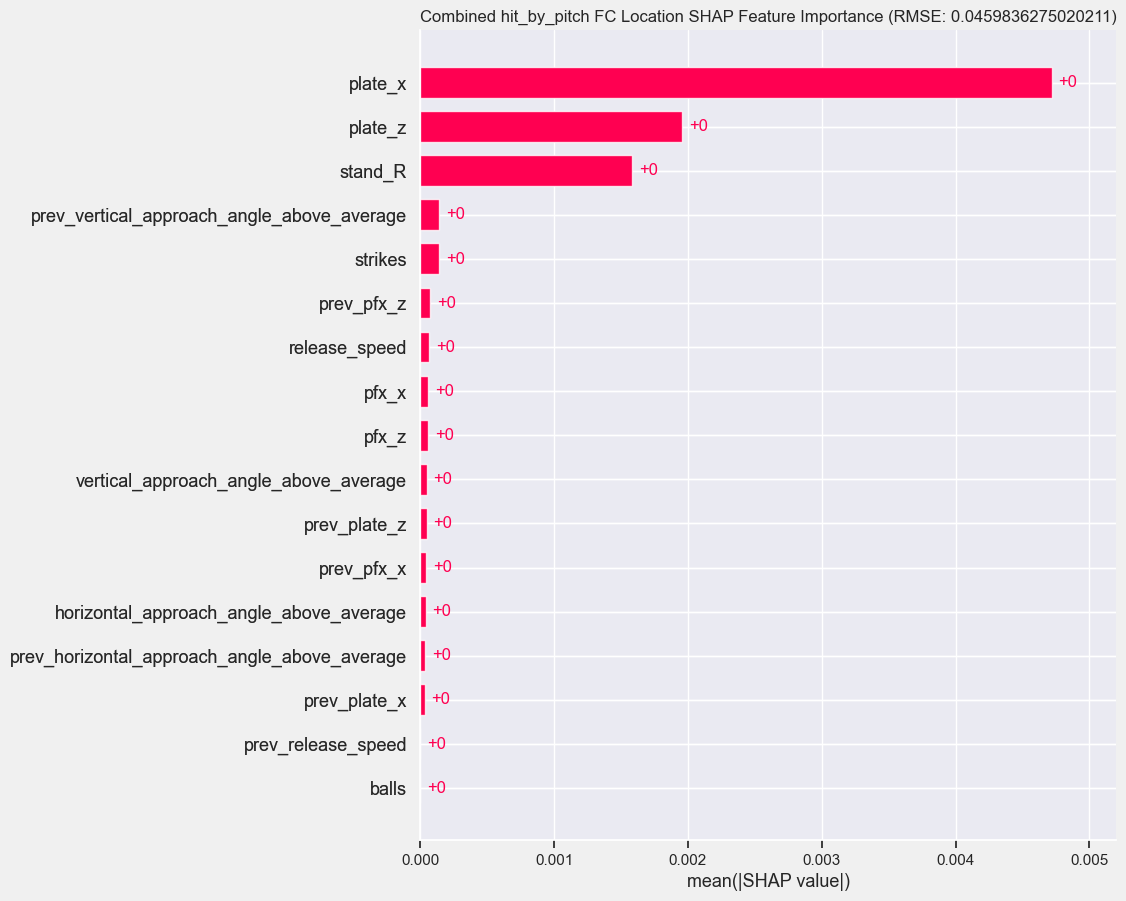 Combined hit_by_pitch FC Location SHAP Feature Importance (RMSE: 0.0459836275020211)
plate_x +0
plate_z +0
stand_R +0
prev_vertical_approach_angle_above_average +0
strikes +0
prev_pfx_z +0
release_speed +0
pfx_x +0
pfx_z +0
vertical_approach_angle_above_average +0
prev_plate_z +0
prev_pfx_x +0
horizontal_approach_angle_above_average +0
prev_horizontal_approach_angle_above_average +0
prev_plate_x +0
prev_release_speed +0
balls +0
0.000 0.001 0.002 0.003 0.004 0.005
mean(|SHAP value|)